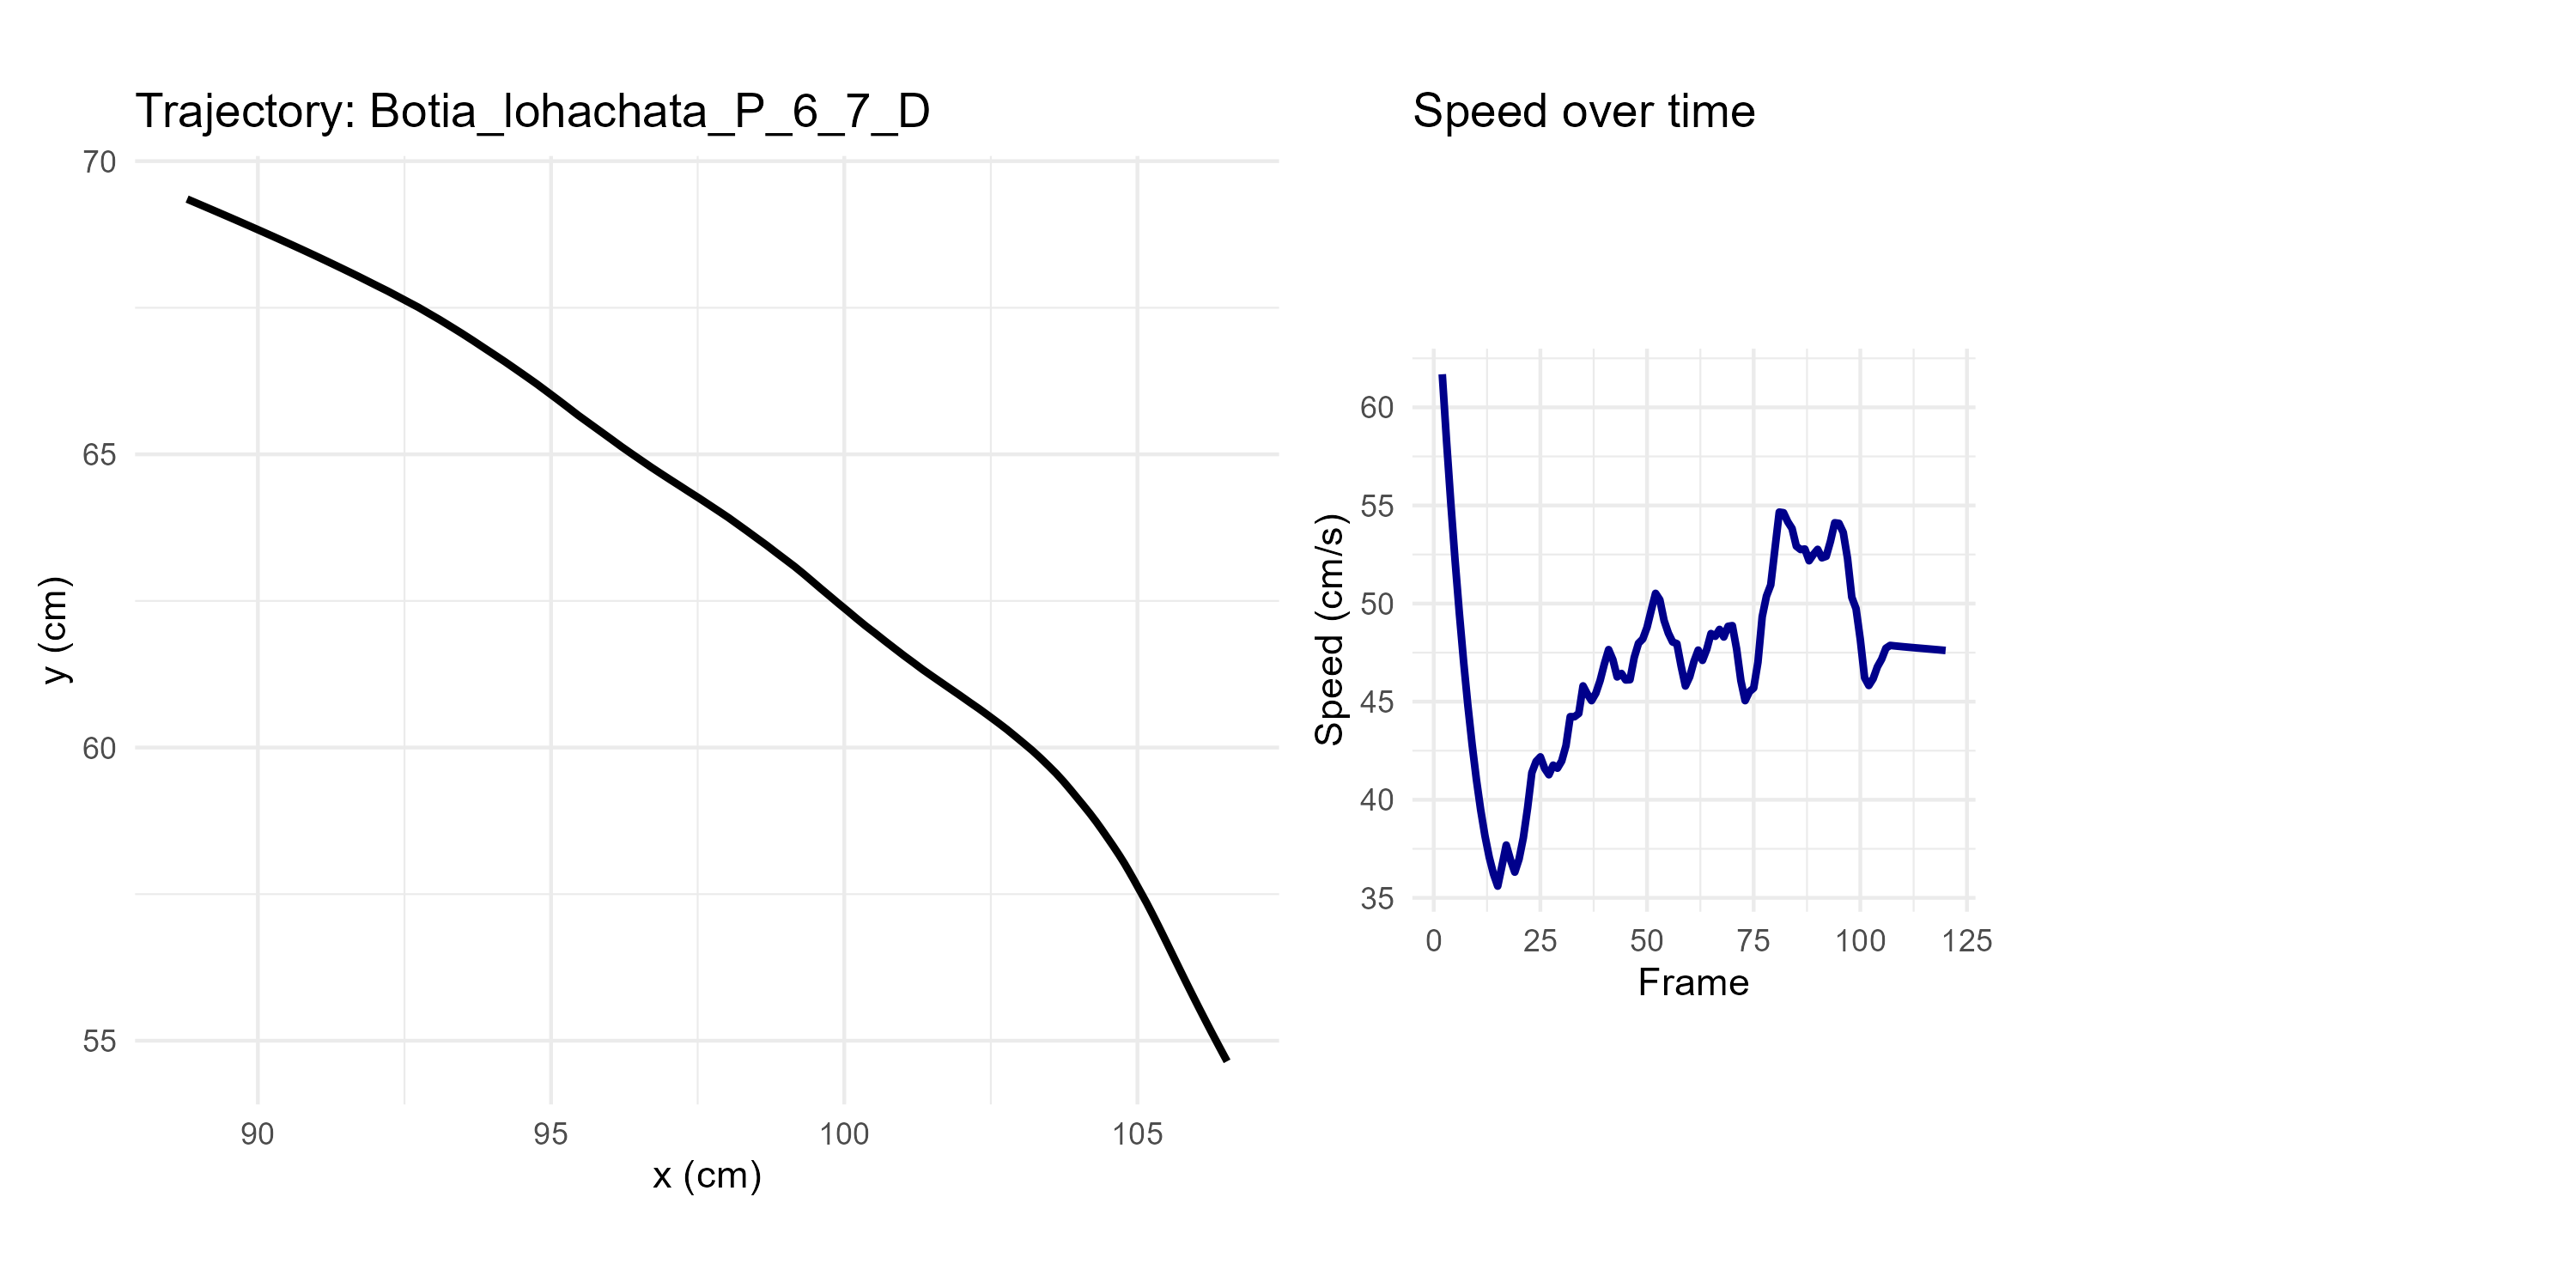 Trajectory: Botia_lohachata_P_6_7_D
70
65
60
55
y (cm)
90 95 100 105
x (cm)
Speed over time
60
55
50
45
40
35
Speed (cm/s)
0 25 50 75 100 125
Frame